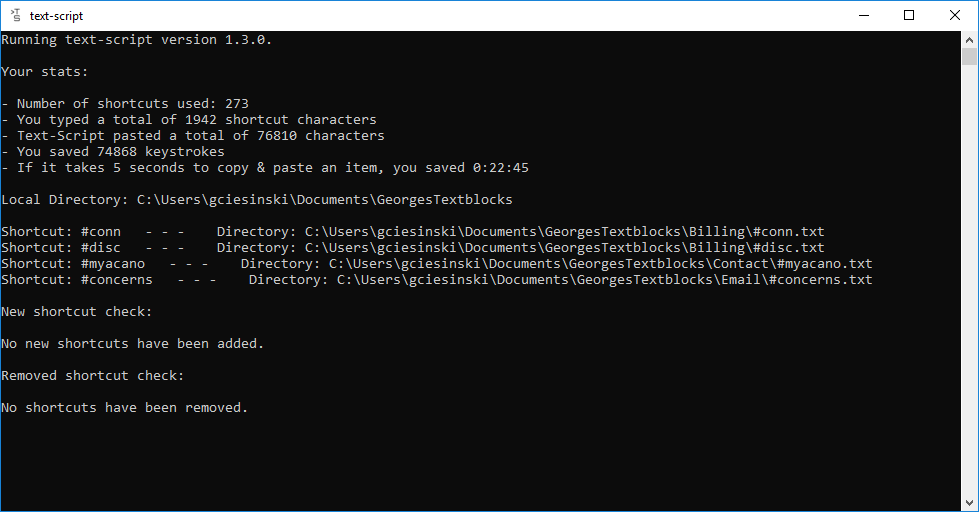 text-script
Running text-script version 1.3.0.
Your stats:
- Number of shortcuts used: 273
- You typed a total of 1942 shortcut characters
- Text-Script pasted a total of 76810 characters
- You saved 74868 keystrokes
- If it takes 5 seconds to copy & paste an item, you saved 0:22:45
Local Directory: C:\Users\gciesinski\Documents\GeorgesTextblocks
Shortcut: #conn   - - -    Directory: C:\Users\gciesinski\Documents\GeorgesTextblocks\Billing\#conn.txt
Shortcut: #disc   - - -    Directory: C:\Users\gciesinski\Documents\GeorgesTextblocks\Billing\#disc.txt
Shortcut: #myacano   - - -    Directory: C:\Users\gciesinski\Documents\GeorgesTextblocks\Contact\#myacano.txt
Shortcut: #concerns   - - -    Directory: C:\Users\gciesinski\Documents\GeorgesTextblocks\Email\#concerns.txt
New shortcut check:
No new shortcuts have been added.
Removed shortcut check:
No shortcuts have been removed.